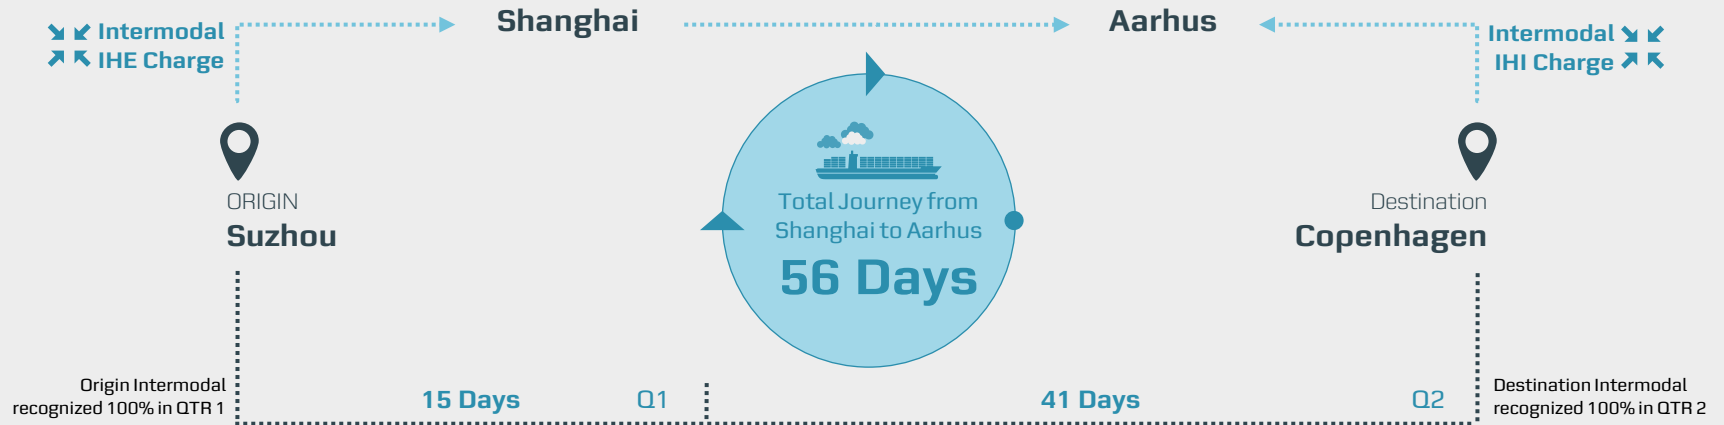 Shanghai
Aarhus
Intermodal
IHE Charge
Intermodal
IHI Charge
ORIGIN
Suzhou
Total Journey from
Shanghai to Aarhus
56 Days
Destination
Copenhagen
Origin Intermodal
recognized 100% in QTR 1
15 Days
Q1
41 Days
Q2
Destination Intermodal
recognized 100% in QTR 2